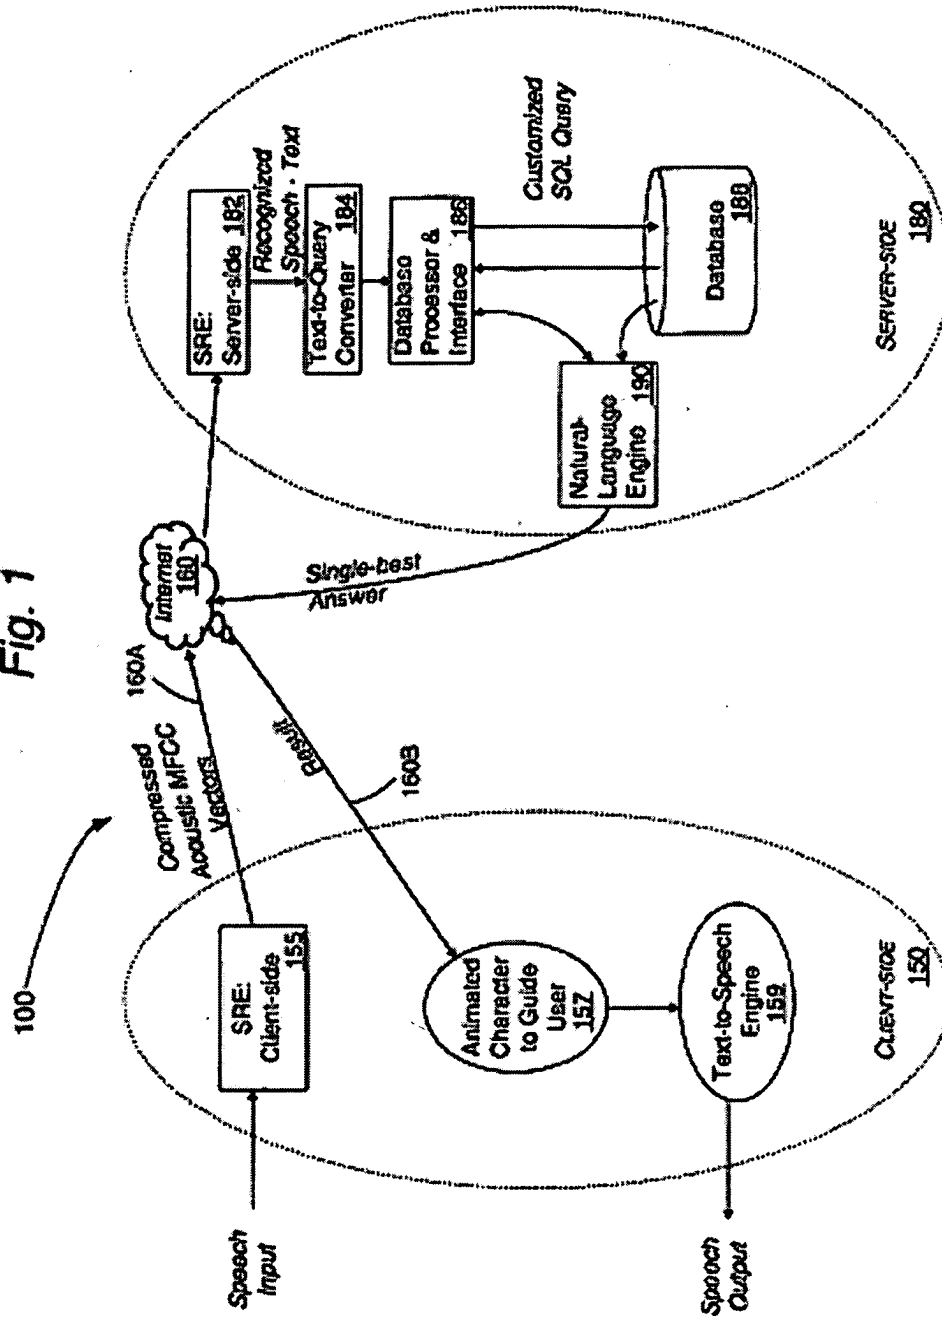 Fig. 1
100
Compressed
Acoustic MFCC
Vectors
160A
Internet
160
Speech
Input
SRE:
Client-side
155
SRE:
Server-side 182
Recognized
Speech - Text
Text-to-Query
Converter 184
Database
Processor &
Interface 186
Customized
SQL Query
Database
188
Natural-
Language
Engine 190
Single-best
Answer
Result
160B
Animated
Character
to Guide
User
157
Text-to-Speech
Engine
159
Speech
Output
CLIENT-SIDE
150
SERVER-SIDE
180